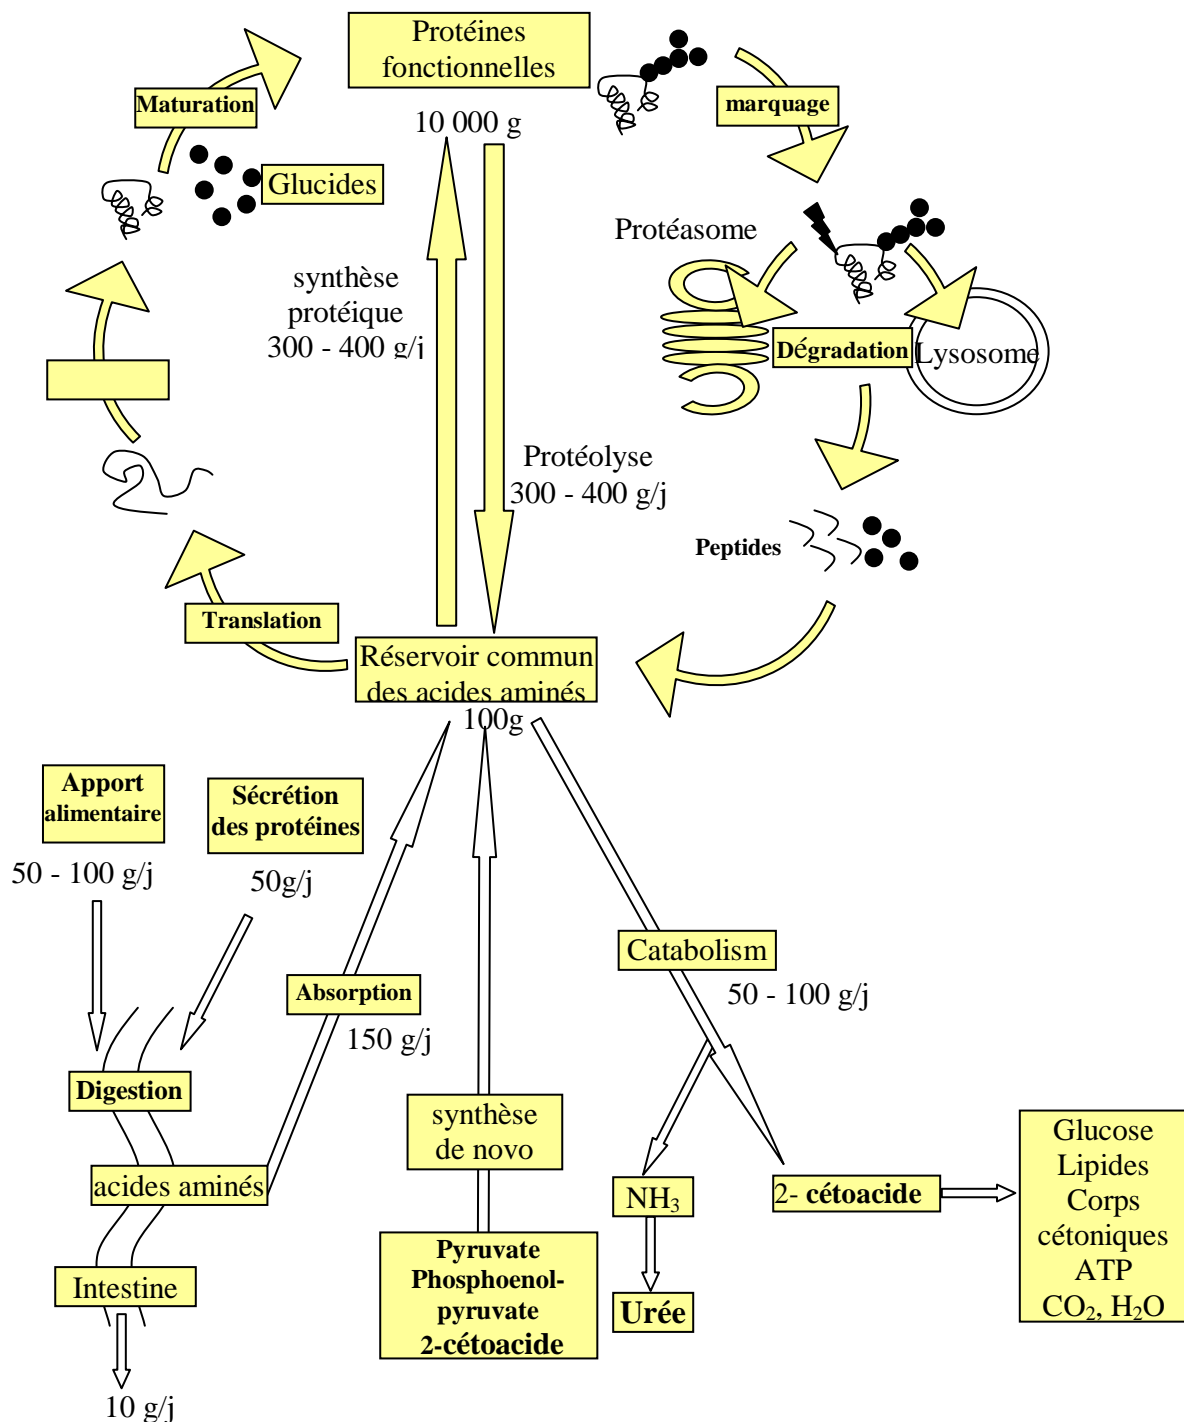 Protéines
fonctionnelles
10 000 g
Maturation
marquage
Glucides
Protéasome
synthèse
protéique
300 - 400 g/j
Dégradation
Lysosome
Protéolyse
300 - 400 g/j
Peptides
Translation
Réservoir commun
des acides aminés
100g
Apport
alimentaire
50 - 100 g/j
Sécrétion
des protéines
50g/j
Absorption
150 g/j
Catabolism
50 - 100 g/j
Digestion
acides aminés
Intestine
10 g/j
synthèse
de novo
Pyruvate
Phosphoenol-
pyruvate
2-cétoacide
NH₃
Urée
2- cétoacide
Glucose
Lipides
Corps
cétoniques
ATP
CO₂, H₂O